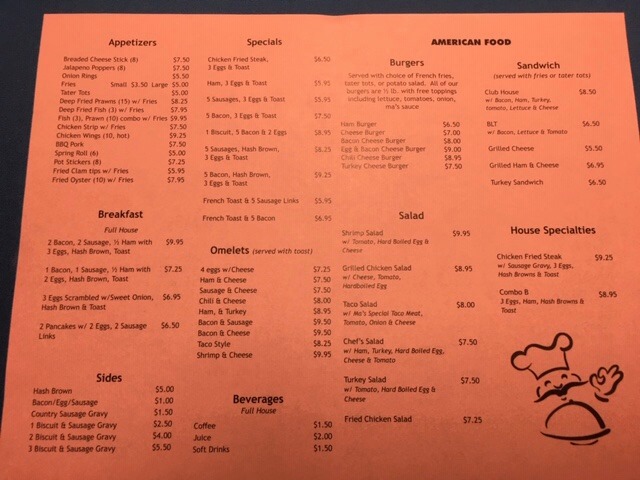 Appetizers
Breaded Cheese Stick (8) $7.50
Jalapeno Poppers (8) $7.50
Onion Rings $5.50
Fries Small $3.50 Large $5.00
Tater Tots $5.00
Deep Fried Prawns (15) w/ Fries $8.25
Deep Fried Fish (3) w/ Fries $7.95
Fish (3), Prawn (10) combo w/ Fries $9.95
Chicken Strip w/ Fries $7.50
Chicken Wings (10, hot) $9.25
BBQ Pork $7.50
Spring Roll (6) $5.00
Pot Stickers (8) $7.25
Fried Clam tips w/ Fries $5.95
Fried Oyster (10) w/ Fries $7.95
Breakfast
Full House
2 Bacon, 2 Sausage, ½ Ham with $9.95
3 Eggs, Hash Brown, Toast
1 Bacon, 1 Sausage, ½ Ham with $7.25
2 Eggs, Hash Brown, Toast
3 Eggs Scrambled w/Sweet Onion, $6.95
Hash Brown & Toast
2 Pancakes w/ 2 Eggs, 2 Sausage $6.50
Links
Sides
Hash Brown $5.00
Bacon/Egg/Sausage $1.00
Country Sausage Gravy $1.50
1 Biscuit & Sausage Gravy $2.50
2 Biscuit & Sausage Gravy $4.00
3 Biscuit & Sausage Gravy $5.50
Specials
Chicken Fried Steak, $6.50
3 Eggs & Toast
Ham, 3 Eggs & Toast $5.95
5 Sausages, 3 Eggs & Toast $5.95
5 Bacon, 3 Eggs & Toast $7.50
1 Biscuit, 5 Bacon & 2 Eggs $8.95
5 Sausages, Hash Brown, $8.25
3 Eggs & Toast
5 Bacon, Hash Brown, $9.25
3 Eggs & Toast
French Toast & 5 Sausage Links $5.95
French Toast & 5 Bacon $6.95
Omelets (served with toast)
4 eggs w/Cheese $7.25
Ham & Cheese $7.50
Sausage & Cheese $7.50
Chili & Cheese $8.00
Ham, & Turkey $8.95
Bacon & Sausage $9.50
Bacon & Sausage $9.50
Taco Style $8.25
Shrimp & Cheese $9.95
Beverages
Full House
Coffee $1.50
Juice $2.00
Soft Drinks $1.50
AMERICAN FOOD
Burgers
Served with choice of French fries,
tater tots, or potato salad. All of our
burgers are ½ lb. with free toppings
including lettuce, tomatoes, onion,
ma's sauce
Ham Burger $6.50
Cheese Burger $7.00
Bacon Cheese Burger $8.00
Egg & Bacon Cheese Burger $9.00
Chili Cheese Burger $8.95
Turkey Cheese Burger $7.50
Salad
Shrimp Salad $9.95
w/ Tomato, Hard Boiled Egg &
Cheese
Grilled Chicken Salad $8.95
w/ Cheese, Tomato,
Hardboiled Egg
Taco Salad $8.00
w/ Ma's Special Taco Meat,
Tomato, Onion & Cheese
Chef's Salad $7.50
w/ Ham, Turkey, Hard Boiled Egg,
Cheese & Tomato
Turkey Salad $7.50
w/ Tomato, Hard Boiled Egg &
Cheese
Fried Chicken Salad $7.25
Sandwich
(served with fries or tater tots)
Club House $8.50
w/ Bacon, Ham, Turkey,
tomato, Lettuce & Cheese
BLT $6.50
w/ Bacon, Lettuce & Tomato
Grilled Cheese $5.50
Grilled Ham & Cheese $6.95
Turkey Sandwich $6.50
House Specialties
Chicken Fried Steak $9.25
w/ Sausage Gravy, 3 Eggs,
Hash Browns & Toast
Combo B $8.95
3 Eggs, Ham, Hash Browns &
Toast